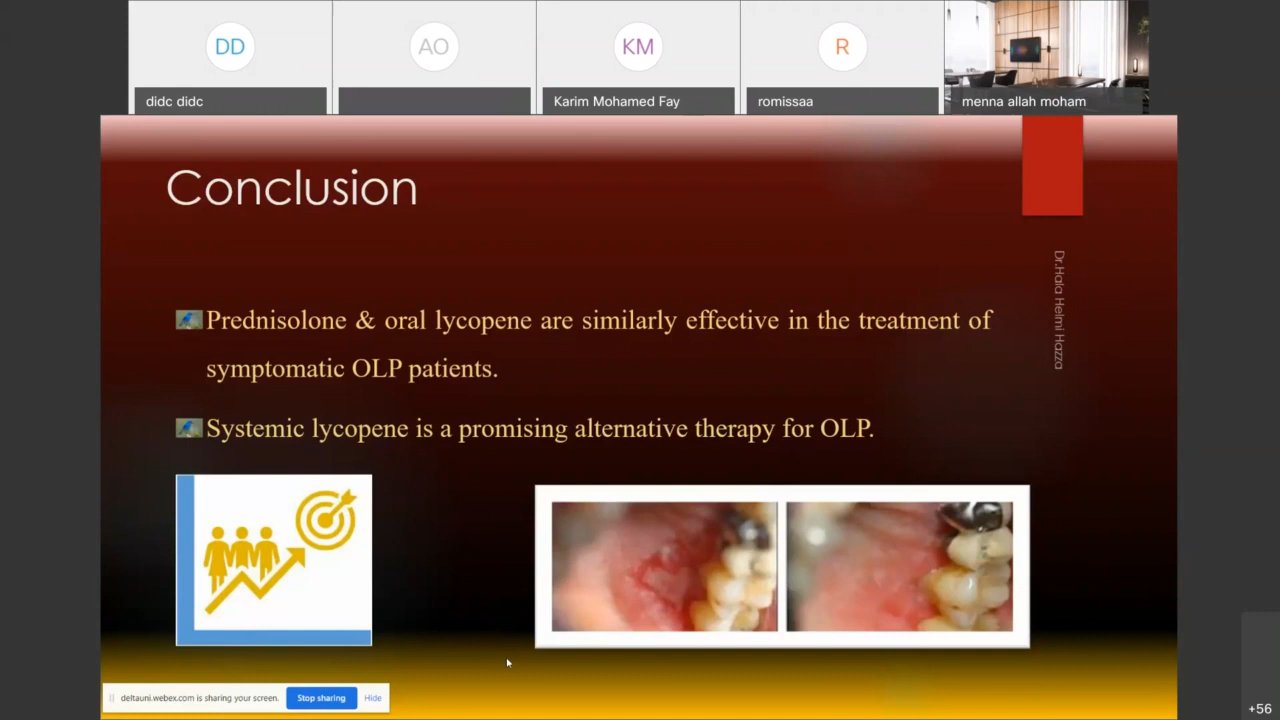 DD
AO
KM
R
didc didc
Karim Mohamed Fay
romissaa
menna allah moham
Conclusion
Dr.Hala Helmi Hazza
Prednisolone & oral lycopene are similarly effective in the treatment of
symptomatic OLP patients.
Systemic lycopene is a promising alternative therapy for OLP.
deltauni.webex.com is sharing your screen.
Stop sharing
Hide
+56